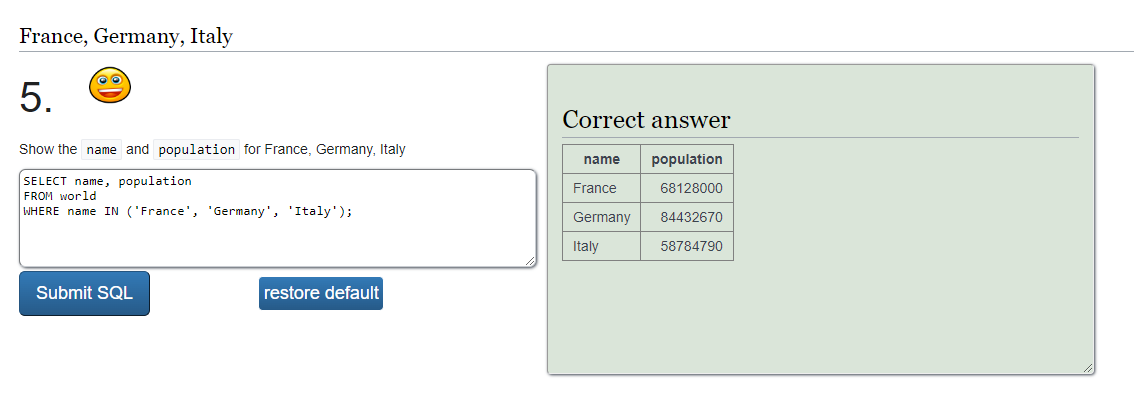 France, Germany, Italy
5.
Show the name and population for France, Germany, Italy
SELECT name, population
FROM world
WHERE name IN ('France', 'Germany', 'Italy');
Submit SQL restore default
Correct answer
name population
France 68128000
Germany 84432670
Italy 58784790